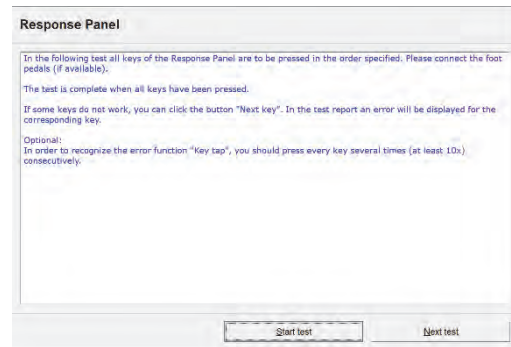 Response Panel
In the following test all keys of the Response Panel are to be pressed in the order specified. Please connect the foot
pedals (if available).
The test is complete when all keys have been pressed.
If some keys do not work, you can click the button "Next key". In the test report an error will be displayed for the
corresponding key.
Optional:
In order to recognize the error function "Key tap", you should press every key several times (at least 10x)
consecutively.
Start test
Next test